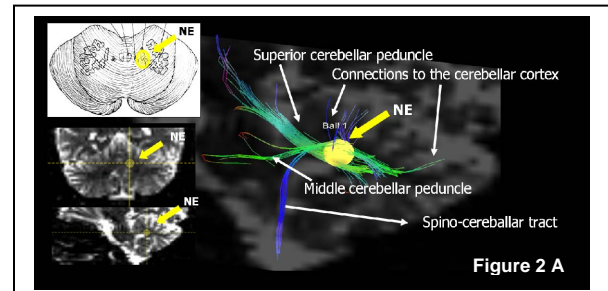 NE
Superior cerebellar peduncle
Connections to the cerebellar cortex
NE
Ball 1
NE
Middle cerebellar peduncle
NE
Spino-cereballar tract
Figure 2 A